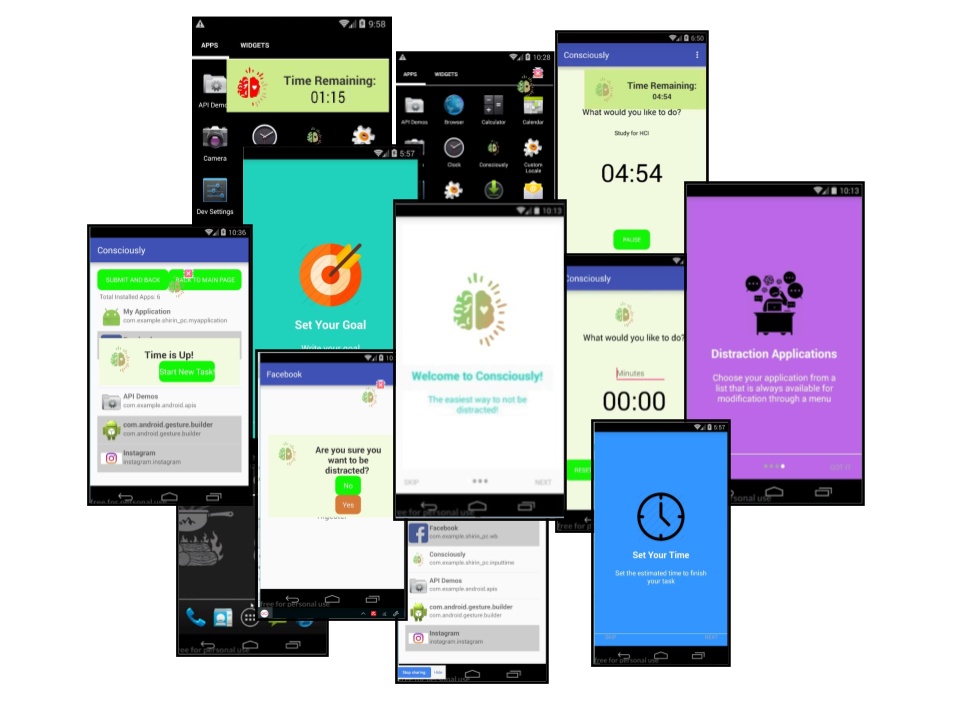 9:58
APPS WIDGETS
Time Remaining:
01:15
API Demo
Camera
Dev Settings
10:28
APPS WIDGETS
API Demos Browser Calculator Calendar
Clock Consciously Custom
Locale
6:50
Consciously
Time Remaining:
04:54
What would you like to do?
Study for HCI
04:54
PAUSE
5:57
Set Your Goal
Write your goal
10:13
Welcome to Consciously!
The easiest way to not be
distracted!
SKIP NEXT
free for personal use
10:13
Distraction Applications
Choose your application from a
list that is always available for
modification through a menu
GOT IT
10:36
Consciously
SUBMIT AND BACK BACK TO MAIN PAGE
Total Installed Apps: 6
My Application
com.example.shirin_pc.myapplication
Time is Up!
Start New Task!
API Demos
com.example.android.apis
com.android.gesture.builder
com.android.gesture.builder
Instagram
instagram.instagram
free for personal use
10
Facebook
Are you sure you
want to be
distracted?
No
Yes
free for personal use
Consciously
What would you like to do?
Minutes
00:00
RESE
free for p
5:57
Set Your Time
Set the estimated time to finish
your task
SKIP NEXT
free for personal use
Facebook
com.example.shirin_pc.wb
Consciously
com.example.shirin_pc.inputtime
API Demos
com.example.android.apis
com.android.gesture.builder
com.android.gesture.builder
Instagram
instagram.instagram
Stop sharing Hide
free for personal use